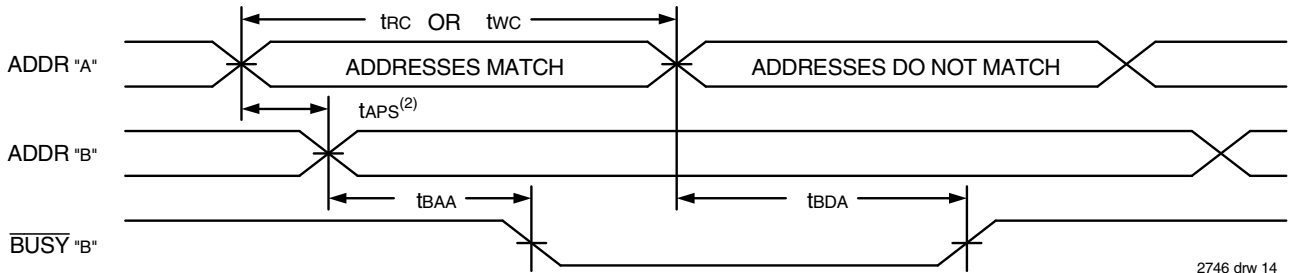 tRC OR tWC
ADDR "A"
ADDRESSES MATCH
ADDRESSES DO NOT MATCH
tAPS(2)
ADDR "B"
tBAA
tBDA
BUSY "B"
2746 drw 14